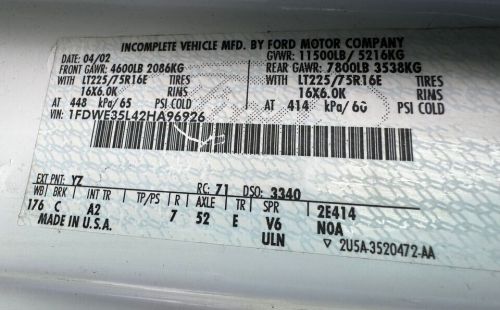 INCOMPLETE VEHICLE MFD. BY FORD MOTOR COMPANY
DATE: 04/02 GVWR: 11500LB / 5216KG
FRONT GAWR: 4600LB 2086KG REAR GAWR: 7800LB 3538KG
WITH LT225/75R16E TIRES WITH LT225/75R16E TIRES
16X6.0K RIMS 16X6.0K RIMS
AT 448 kPa/65 PSI COLD AT 414 kPa/60 PSI COLD
VIN: 1FDWE35L42HA96926
EXT PNT: YZ RC: 71 DSO: 3340
WB BRK INT TR TP/PS R AXLE TR SPR 2E414
176 C A2 7 52 E V6 NOA
MADE IN U.S.A. ULN ▽ 2U5A-3520472-AA